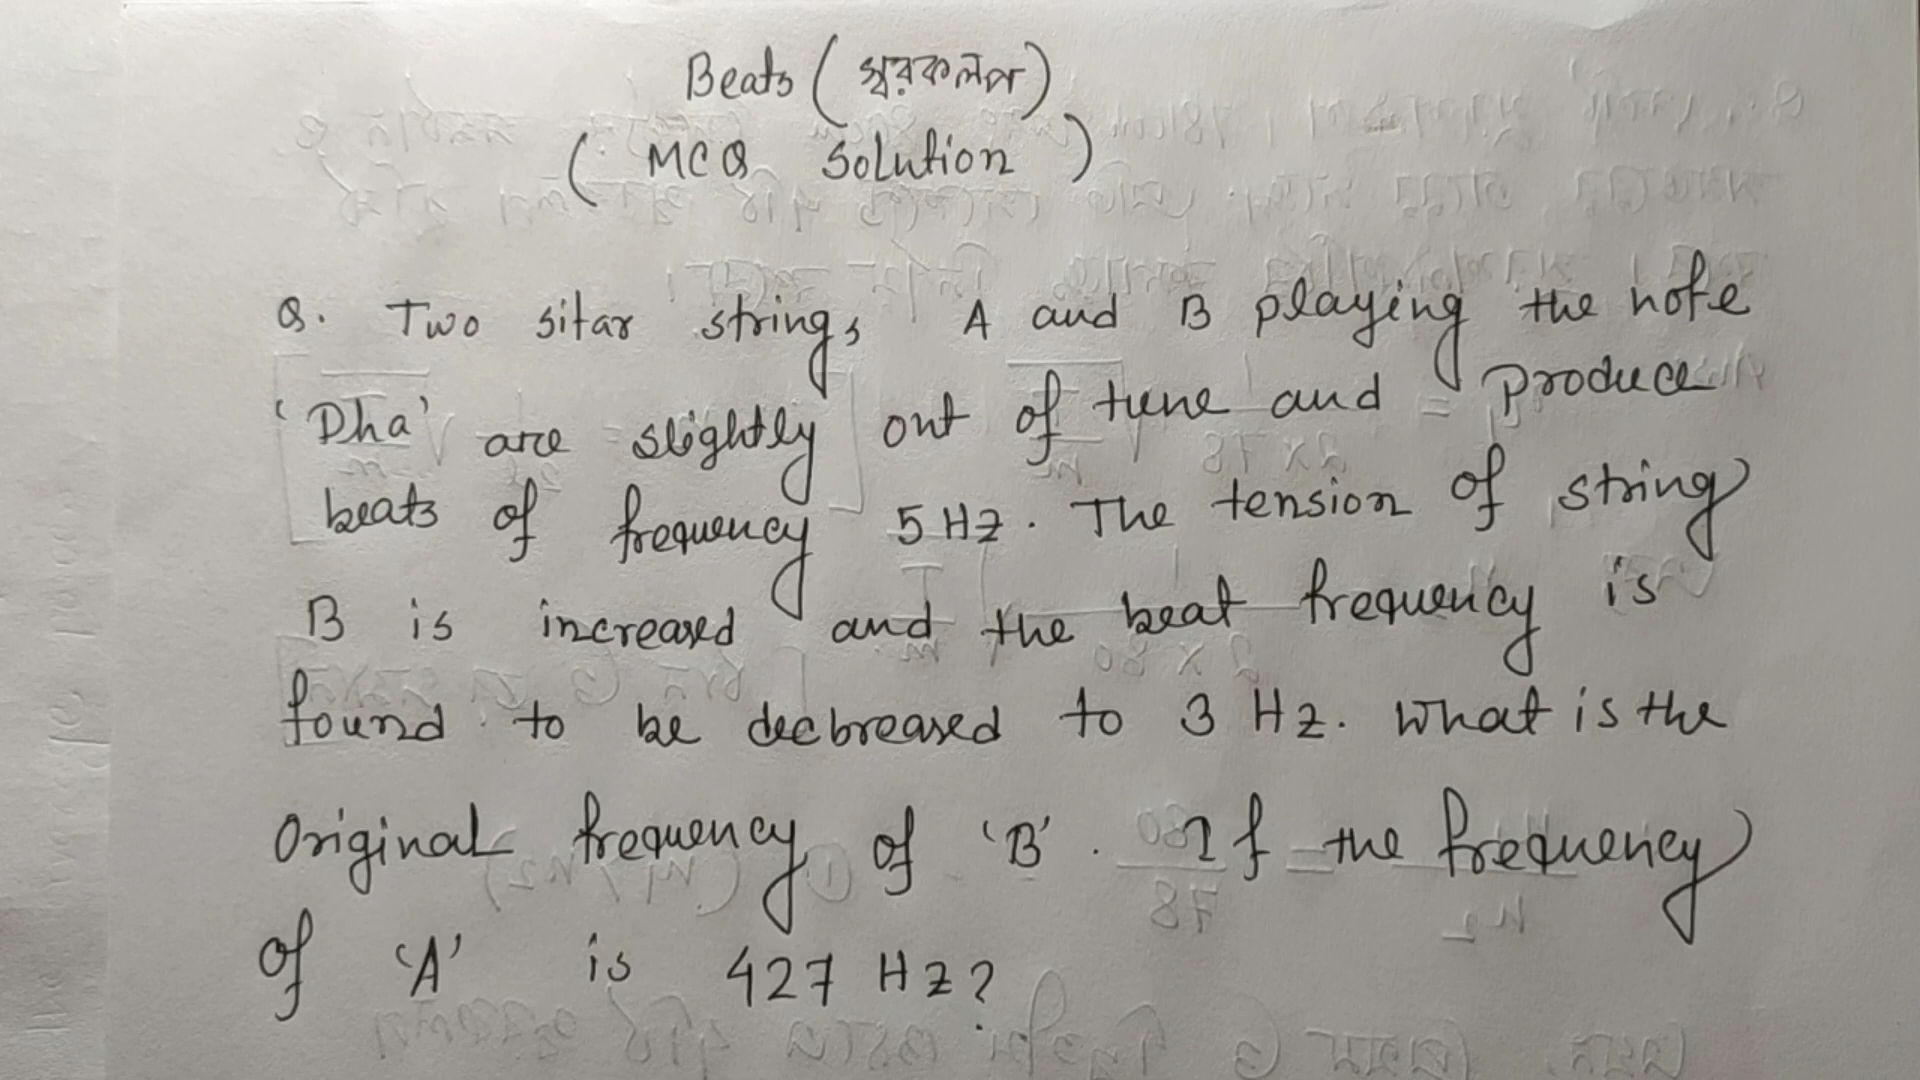 Beats (স্বরকম্প)
(MCQ Solution)
Q. Two sitar strings A and B playing the note
'Dha' are slightly out of tune and produce
beats of frequency 5 Hz. The tension of string
B is increased and the beat frequency is
found to be decbreased to 3 Hz. What is the
Original frequency of 'B'. If the frequency
of 'A' is 427 Hz?